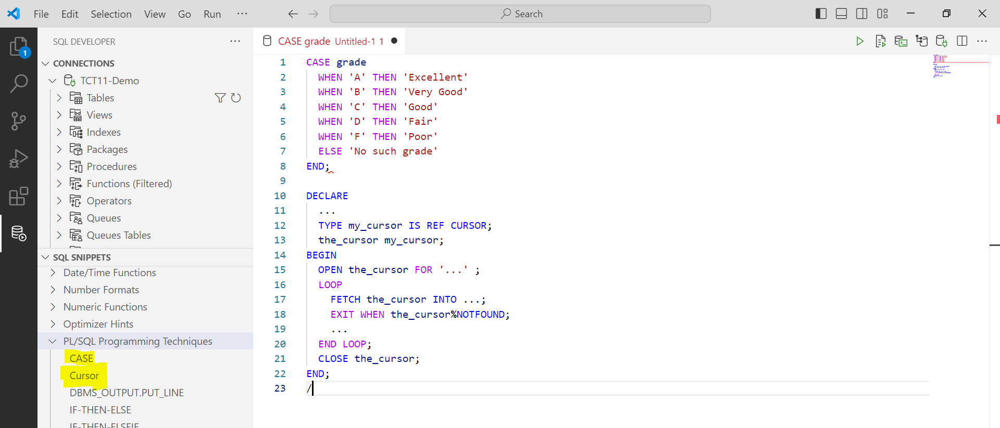 File Edit Selection View Go Run ...
Search
1
SQL DEVELOPER
CONNECTIONS
TCT11-Demo
Tables
Views
Indexes
Packages
Procedures
Functions (Filtered)
Operators
Queues
Queues Tables
SQL SNIPPETS
Date/Time Functions
Number Formats
Numeric Functions
Optimizer Hints
PL/SQL Programming Techniques
CASE
Cursor
DBMS_OUTPUT.PUT_LINE
IF-THEN-ELSE
IF-THEN-ELSEIF
CASE grade Untitled-1 1
1 CASE grade
2 WHEN 'A' THEN 'Excellent'
3 WHEN 'B' THEN 'Very Good'
4 WHEN 'C' THEN 'Good'
5 WHEN 'D' THEN 'Fair'
6 WHEN 'F' THEN 'Poor'
7 ELSE 'No such grade'
8 END;
9
10 DECLARE
11 ...
12 TYPE my_cursor IS REF CURSOR;
13 the_cursor my_cursor;
14 BEGIN
15 OPEN the_cursor FOR '...' ;
16 LOOP
17 FETCH the_cursor INTO ...;
18 EXIT WHEN the_cursor%NOTFOUND;
19 ...
20 END LOOP;
21 CLOSE the_cursor;
22 END;
23 /